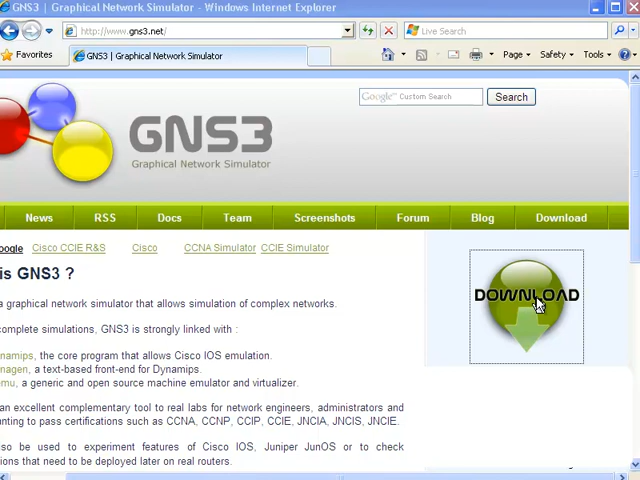 GNS3 | Graphical Network Simulator - Windows Internet Explorer
http://www.gns3.net/
Live Search
Favorites
GNS3 | Graphical Network Simulator
Page
Safety
Tools
Google™ Custom Search
Search
GNS3
Graphical Network Simulator
News
RSS
Docs
Team
Screenshots
Forum
Blog
Download
oogle
Cisco CCIE R&S
Cisco
CCNA Simulator
CCIE Simulator
is GNS3 ?
DOWNLOAD
a graphical network simulator that allows simulation of complex networks.
complete simulations, GNS3 is strongly linked with :
namips, the core program that allows Cisco IOS emulation.
nagen, a text-based front-end for Dynamips.
mu, a generic and open source machine emulator and virtualizer.
an excellent complementary tool to real labs for network engineers, administrators and
nting to pass certifications such as CCNA, CCNP, CCIP, CCIE, JNCIA, JNCIS, JNCIE.
so be used to experiment features of Cisco IOS, Juniper JunOS or to check
ions that need to be deployed later on real routers.